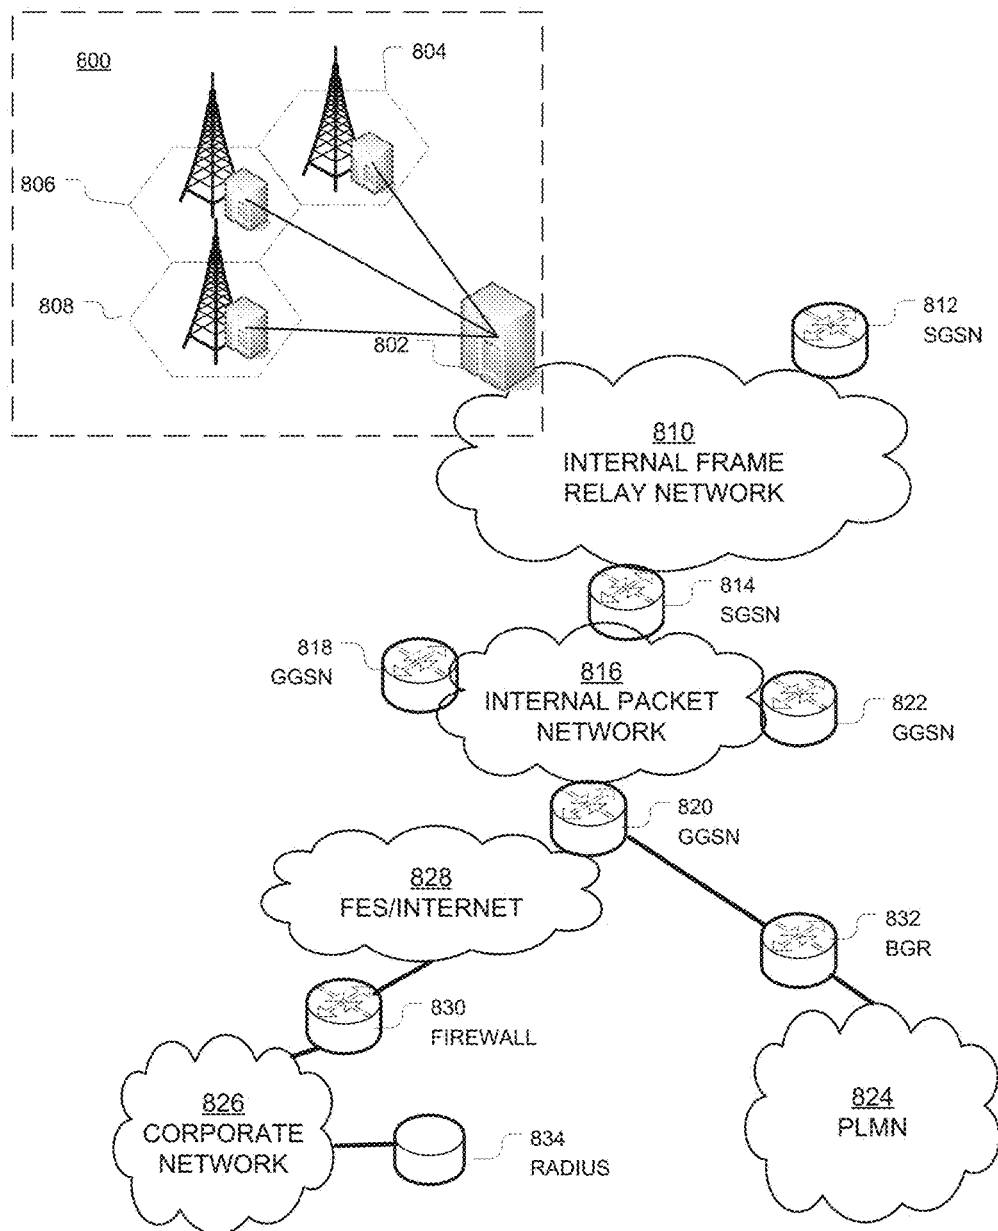 800
804
806
808
802
812
SGSN
810
INTERNAL FRAME
RELAY NETWORK
814
SGSN
818
GGSN
816
INTERNAL PACKET
NETWORK
822
GGSN
820
GGSN
828
FES/INTERNET
832
BGR
830
FIREWALL
826
CORPORATE
NETWORK
824
PLMN
834
RADIUS